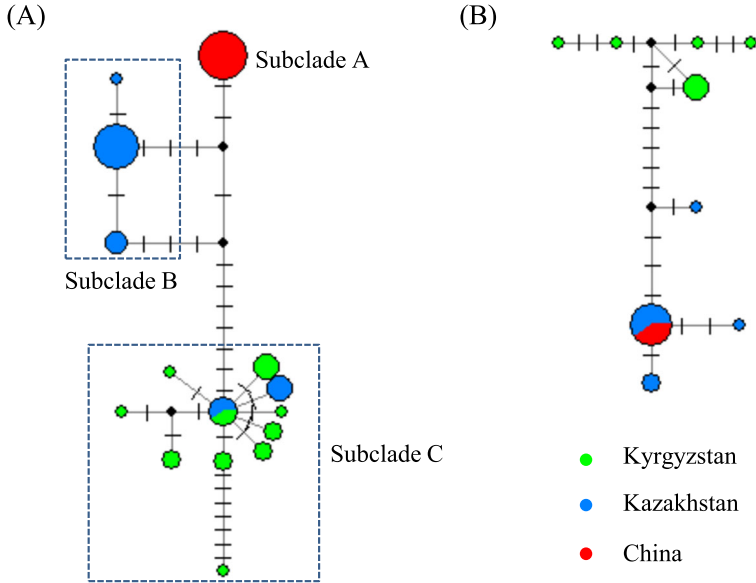 (A)
(B)
Subclade A
Subclade B
Subclade C
Kyrgyzstan
Kazakhstan
China